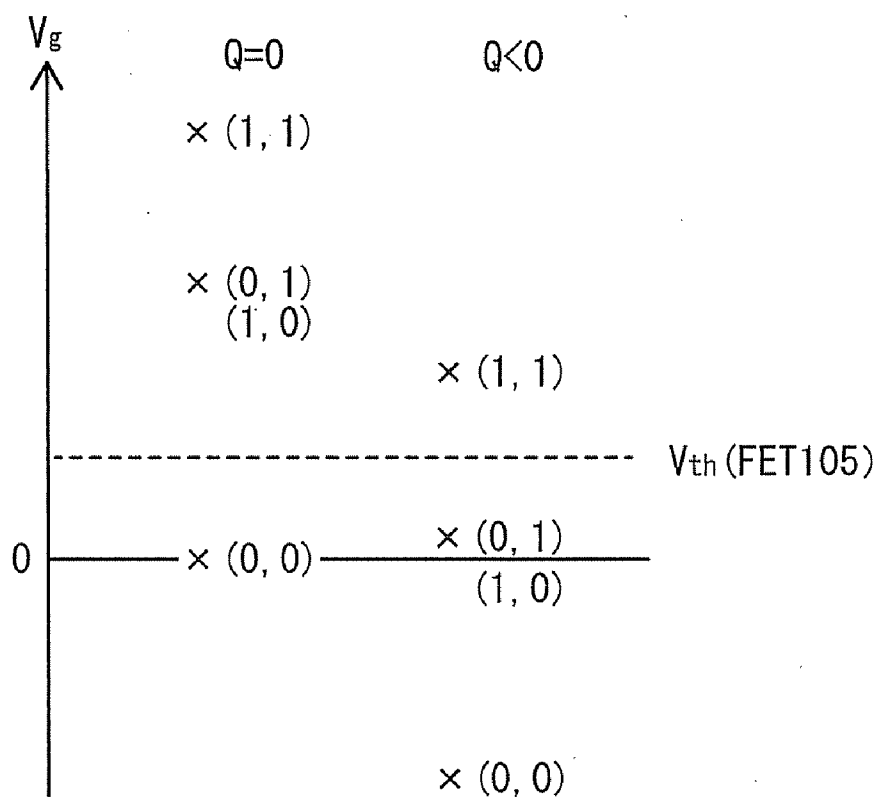 Vg
Q=0
Q<0
× (1, 1)
× (0, 1)
(1, 0)
× (1, 1)
Vth (FET105)
0
× (0, 0)
× (0, 1)
(1, 0)
× (0, 0)